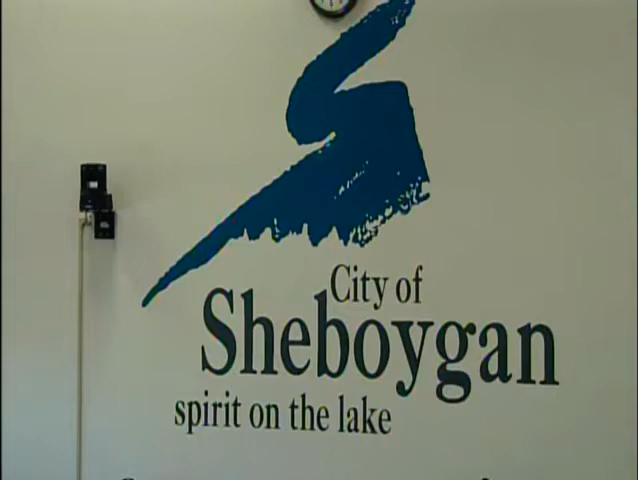 City of
Sheboygan
spirit on the lake